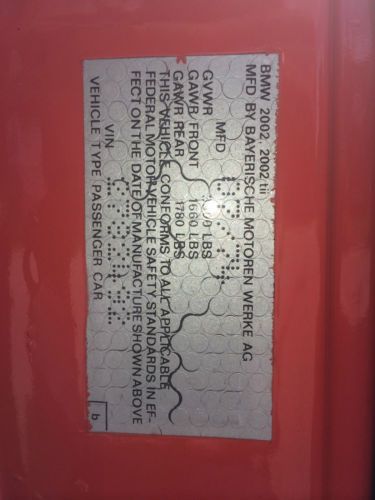 BMW 2002, 2002 tii
MFD BY BAYERISCHE MOTOREN WERKE AG
MFD
GVWR LBS
GAWR FRONT 1660 LBS
GAWR REAR 1780 LBS
THIS VEHICLE CONFORMS TO ALL APPLICABLE
FEDERAL MOTOR VEHICLE SAFETY STANDARDS IN EF-
FECT ON THE DATE OF MANUFACTURE SHOWN ABOVE
VIN
VEHICLE TYPE PASSENGER CAR
b